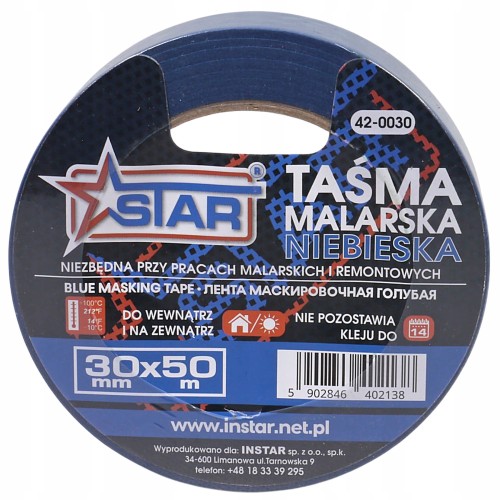 42-0030
STAR®
TAŚMA
MALARSKA
NIEBIESKA
NIEZBĘDNA PRZY PRACACH MALARSKICH I REMONTOWYCH
BLUE MASKING TAPE • ЛЕНТА МАСКИРОВОЧНАЯ ГОЛУБАЯ
100°C
212°F
14°F
10°C
DO WEWNĄTRZ
I NA ZEWNĄTRZ
NIE POZOSTAWIA
KLEJU DO
14
30x50
mm m
5 902846 402138
www.instar.net.pl
Wyprodukowano dla: INSTAR sp. z o.o., sp.k.
34-600 Limanowa ul.Tarnowska 9
telefon: +48 18 33 39 295